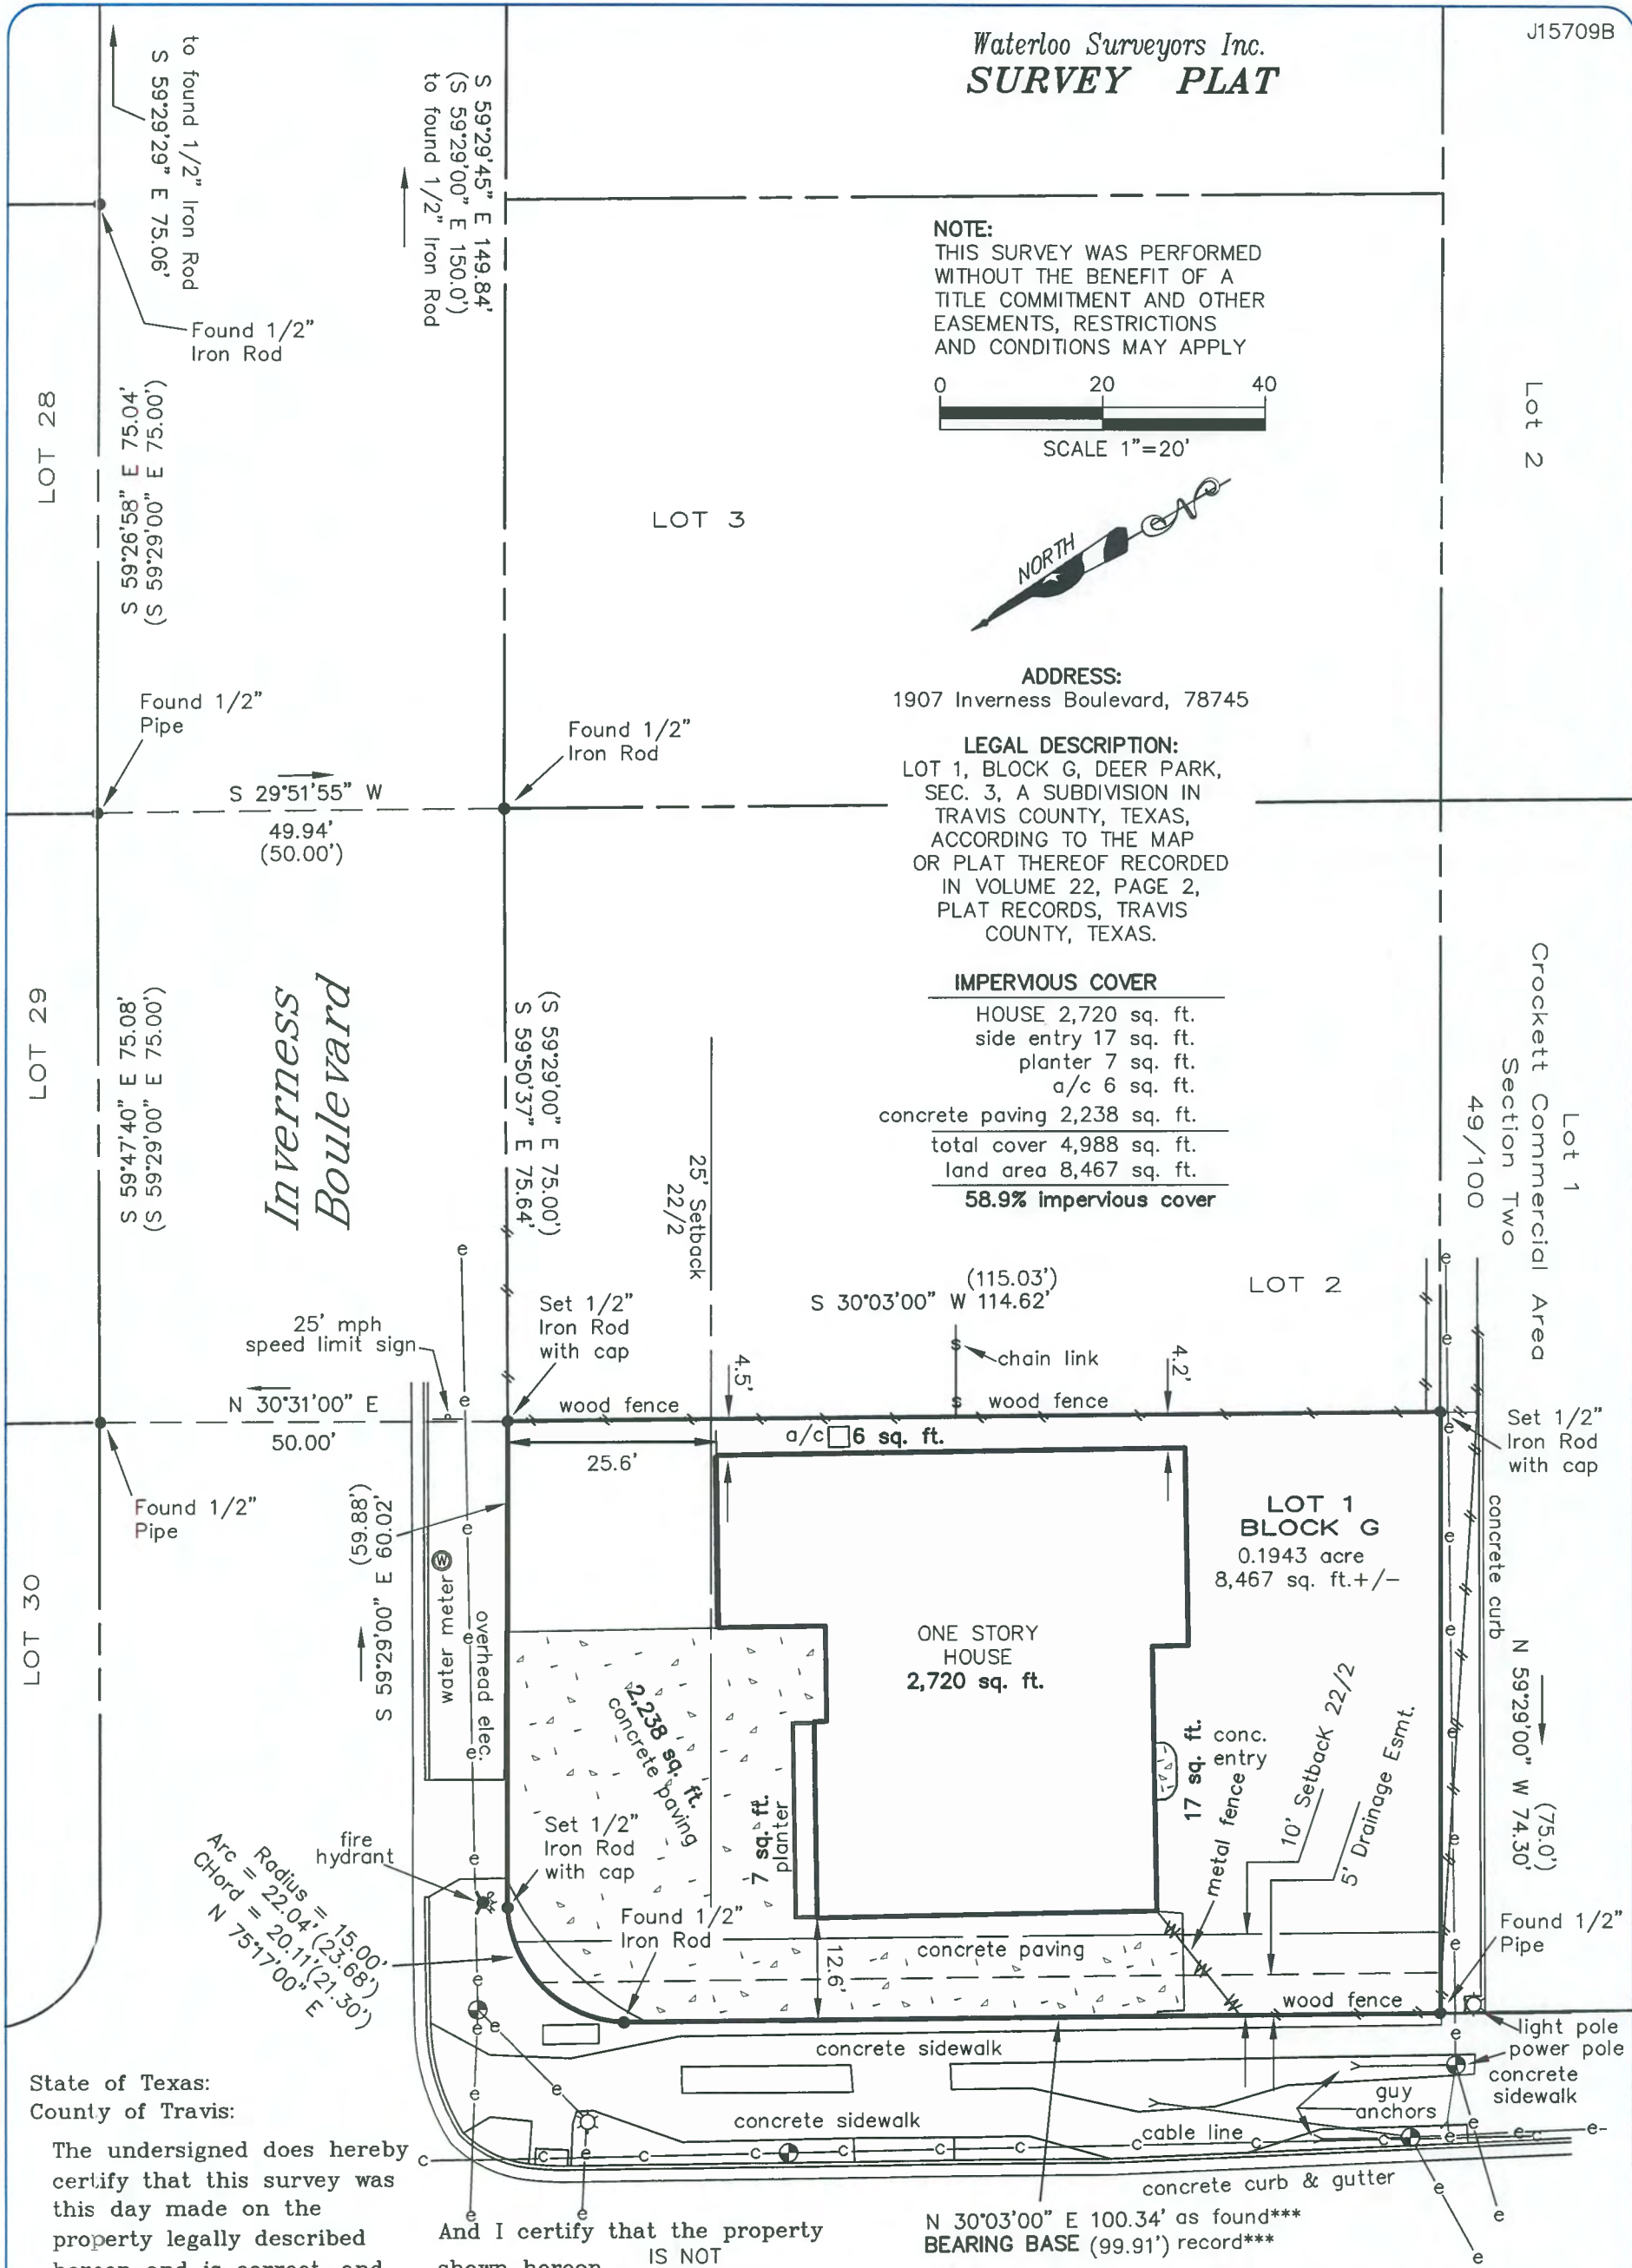 J15709B
Waterloo Surveyors Inc.
SURVEY PLAT
to found 1/2" Iron Rod
S 59°29'29" E 75.06'
S 59°29'45" E 149.84'
(S 59°29'00" E 150.0')
to found 1/2" Iron Rod
Found 1/2"
Iron Rod
NOTE:
THIS SURVEY WAS PERFORMED
WITHOUT THE BENEFIT OF A
TITLE COMMITMENT AND OTHER
EASEMENTS, RESTRICTIONS
AND CONDITIONS MAY APPLY
0 20 40
SCALE 1"=20'
LOT 28
S 59°26'58" E 75.04'
(S 59°29'00" E 75.00')
LOT 3
Lot 2
NORTH
N
ADDRESS:
1907 Inverness Boulevard, 78745
Found 1/2"
Pipe
Found 1/2"
Iron Rod
LEGAL DESCRIPTION:
LOT 1, BLOCK G, DEER PARK,
SEC. 3, A SUBDIVISION IN
TRAVIS COUNTY, TEXAS,
ACCORDING TO THE MAP
OR PLAT THEREOF RECORDED
IN VOLUME 22, PAGE 2,
PLAT RECORDS, TRAVIS
COUNTY, TEXAS.
S 29°51'55" W
49.94'
(50.00')
LOT 29
S 59°47'40" E 75.08'
(S 59°29'00" E 75.00')
Inverness
Boulevard
(S 59°29'00" E 75.00')
S 59°50'37" E 75.64'
IMPERVIOUS COVER
HOUSE 2,720 sq. ft.
side entry 17 sq. ft.
planter 7 sq. ft.
a/c 6 sq. ft.
concrete paving 2,238 sq. ft.
total cover 4,988 sq. ft.
land area 8,467 sq. ft.
58.9% impervious cover
Lot 1
Crockett Commercial Area
Section Two
49/100
25' Setback
22/2
(115.03')
S 30°03'00" W 114.62'
LOT 2
Set 1/2"
Iron Rod
with cap
25' mph
speed limit sign
chain link
4.5'
4.2'
N 30°31'00" E
50.00'
wood fence
wood fence
a/c 6 sq. ft.
25.6'
Set 1/2"
Iron Rod
with cap
Found 1/2"
Pipe
S 59°29'00" E 60.02'
(59.88')
water meter
W
overhead elec.
LOT 1
BLOCK G
0.1943 acre
8,467 sq. ft.+/-
concrete curb
LOT 30
ONE STORY
HOUSE
2,720 sq. ft.
2,238 sq. ft.
concrete paving
7 sq. ft.
planter
17 sq. ft.
conc.
entry
metal fence
10' Setback 22/2
5' Drainage Esmt.
N 59°29'00" W 74.30'
(75.0')
fire
hydrant
Set 1/2"
Iron Rod
with cap
Radius = 15.00'
Arc = 22.04' (23.68')
CHord = 20.11'(21.30')
N 75°17'00" E
Found 1/2"
Iron Rod
12.6'
concrete paving
wood fence
Found 1/2"
Pipe
light pole
power pole
concrete
sidewalk
concrete sidewalk
guy
anchors
concrete sidewalk
cable line
concrete curb & gutter
State of Texas:
County of Travis:
The undersigned does hereby
certify that this survey was
this day made on the
property legally described
hereon and is correct, and
And I certify that the property
shown hereon
IS NOT
N 30°03'00" E 100.34' as found***
BEARING BASE (99.91') record***